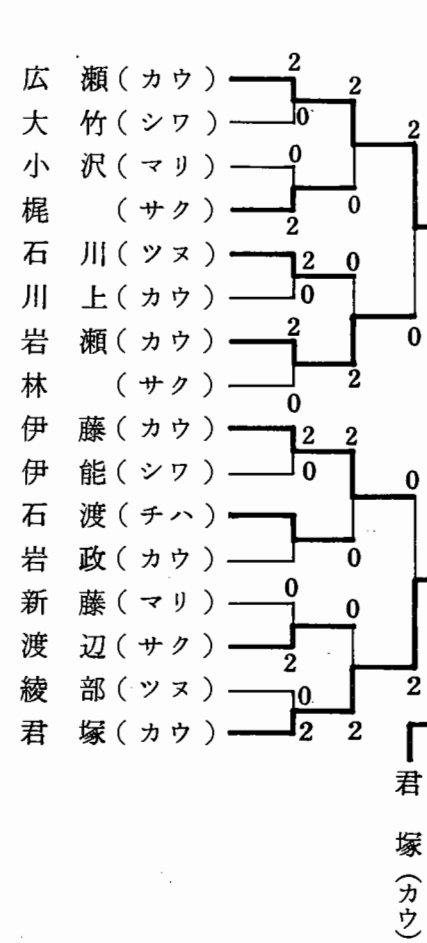 広瀬(カウ)
大竹(シワ)
小沢(マリ)
梶(サク)
石川(ツヌ)
川上(カウ)
岩瀬(カウ)
林(サク)
伊藤(カウ)
伊能(シワ)
石渡(チハ)
岩政(カウ)
新藤(マリ)
渡辺(サク)
綾部(ツヌ)
君塚(カウ)
2
0
0
2
2
0
2
0
2
0
0
2
0
2
2
0
0
2
2
0
0
2
2
0
0
2
君塚(カウ)